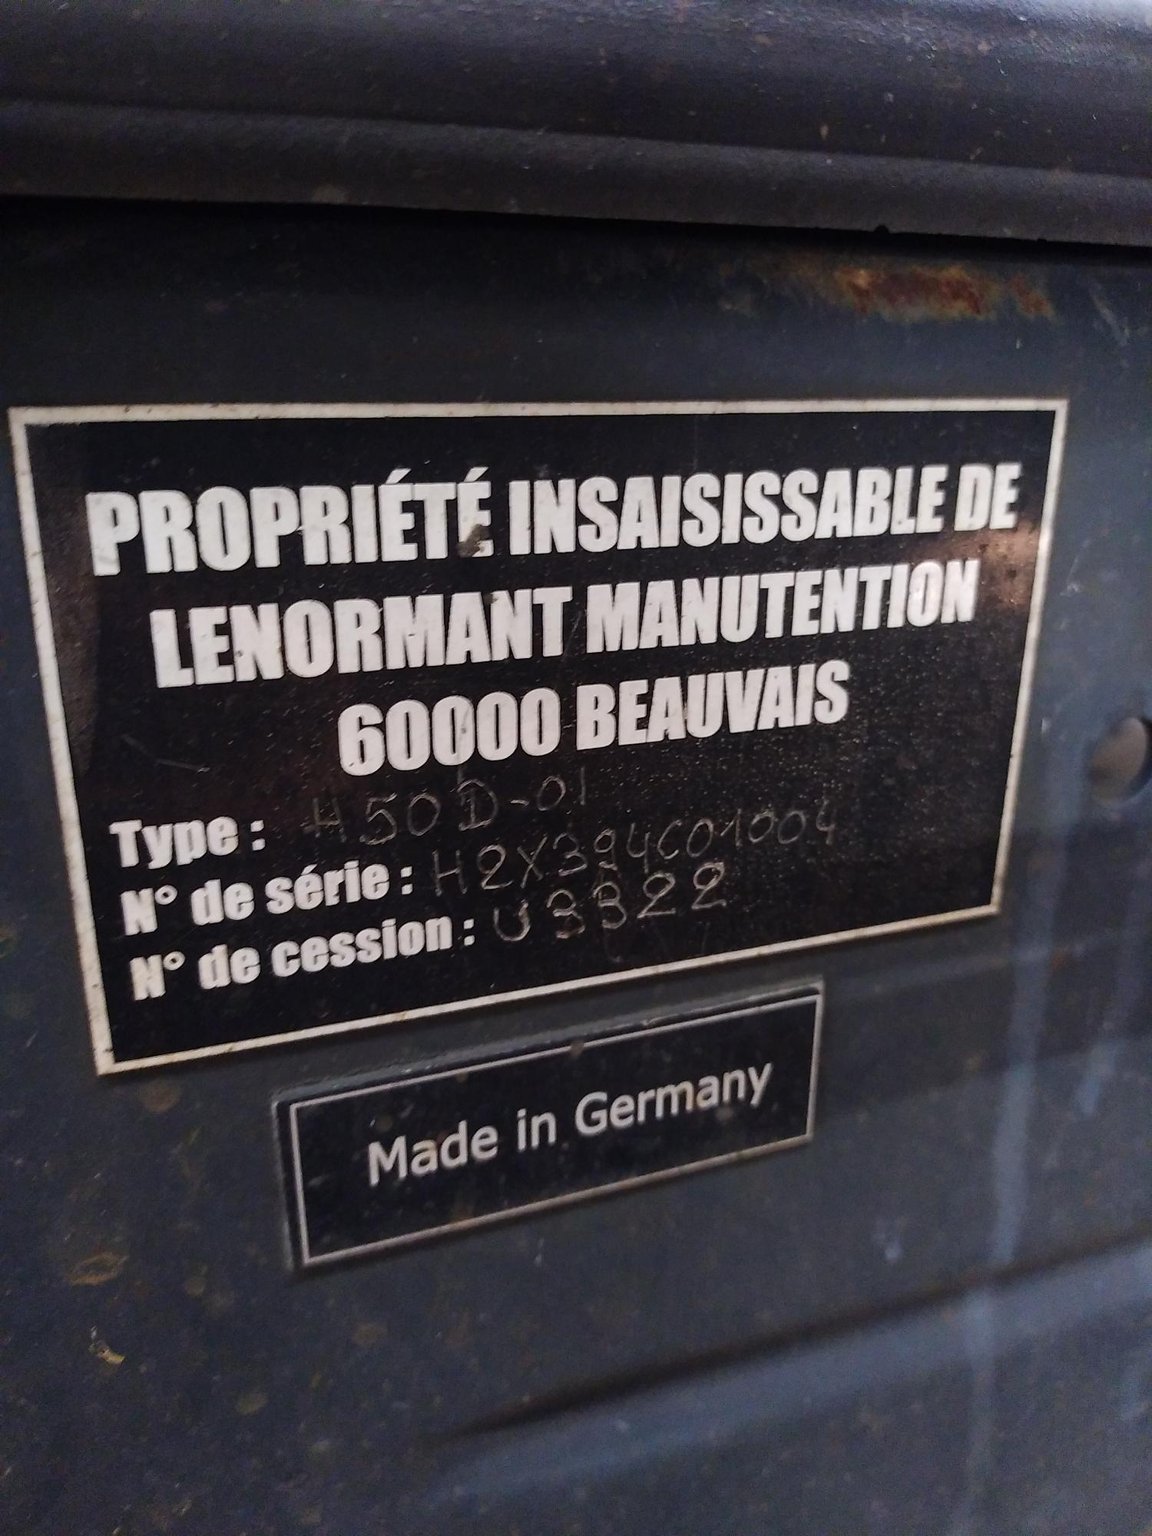 PROPRIÉTÉ INSAISISSABLE DE
LENORMANT MANUTENTION
60000 BEAUVAIS
Type : H50D-01
N° de série : H2X394C01004
N° de cession : U3322
Made in Germany